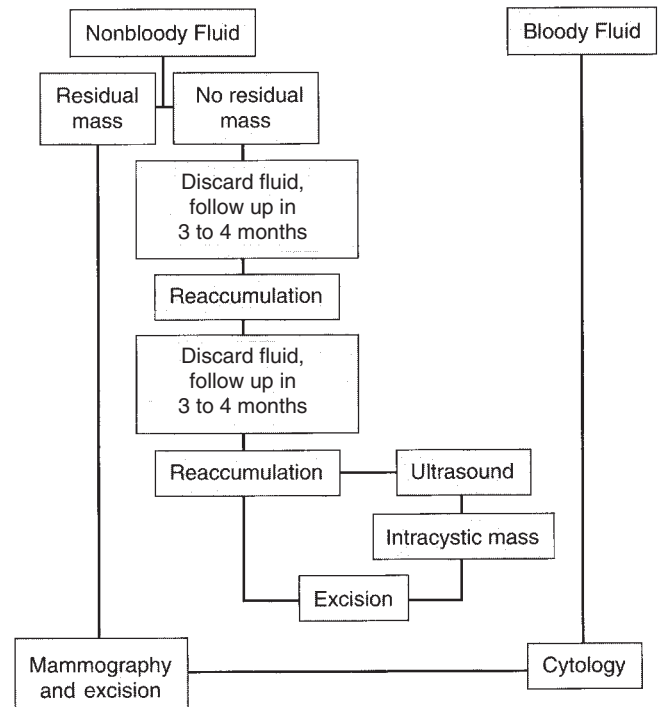 Nonbloody Fluid
Bloody Fluid
Residual
mass
No residual
mass
Discard fluid,
follow up in
3 to 4 months
Reaccumulation
Discard fluid,
follow up in
3 to 4 months
Reaccumulation
Ultrasound
Intracystic mass
Excision
Mammography
and excision
Cytology